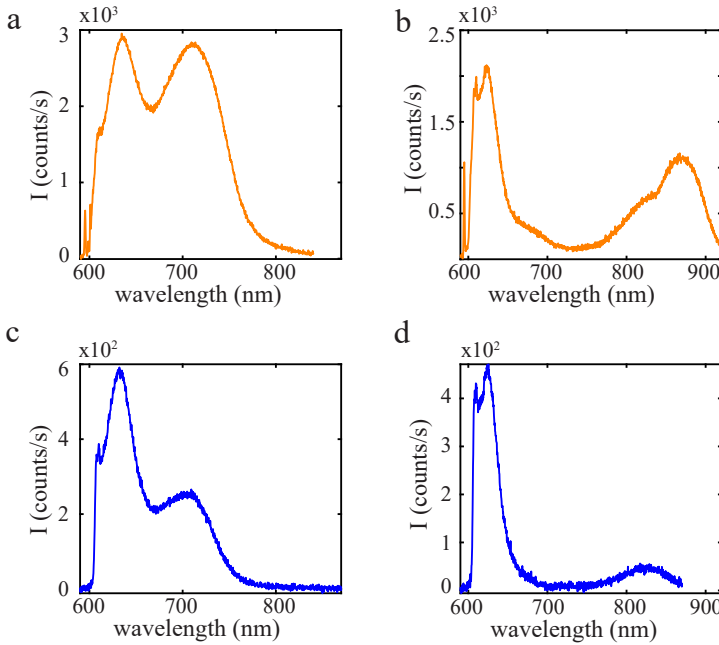 a
x10³
3
2
1
0
I (counts/s)
600
700
800
wavelength (nm)
b
x10³
2.5
1.5
0.5
I (counts/s)
600
700
800
900
wavelength (nm)
c
x10²
6
4
2
0
I (counts/s)
600
700
800
wavelength (nm)
d
x10²
4
2
0
I (counts/s)
600
700
800
900
wavelength (nm)